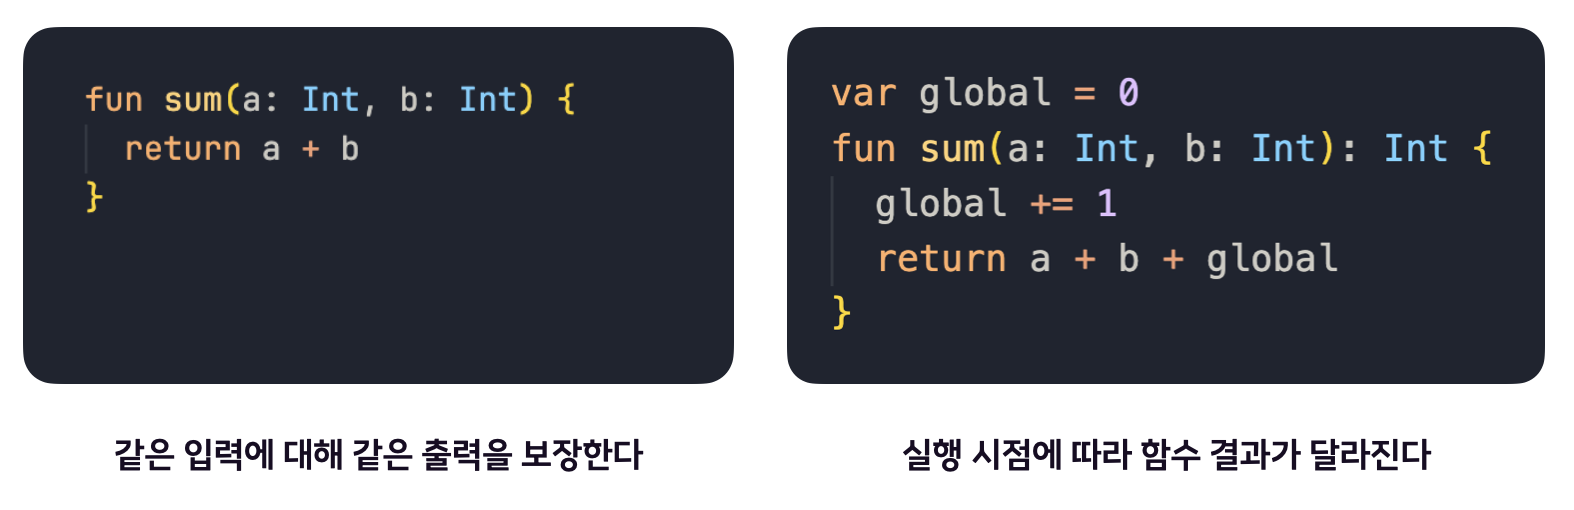 fun sum(a: Int, b: Int) {
  return a + b
}
같은 입력에 대해 같은 출력을 보장한다
var global = 0
fun sum(a: Int, b: Int): Int {
  global += 1
  return a + b + global
}
실행 시점에 따라 함수 결과가 달라진다